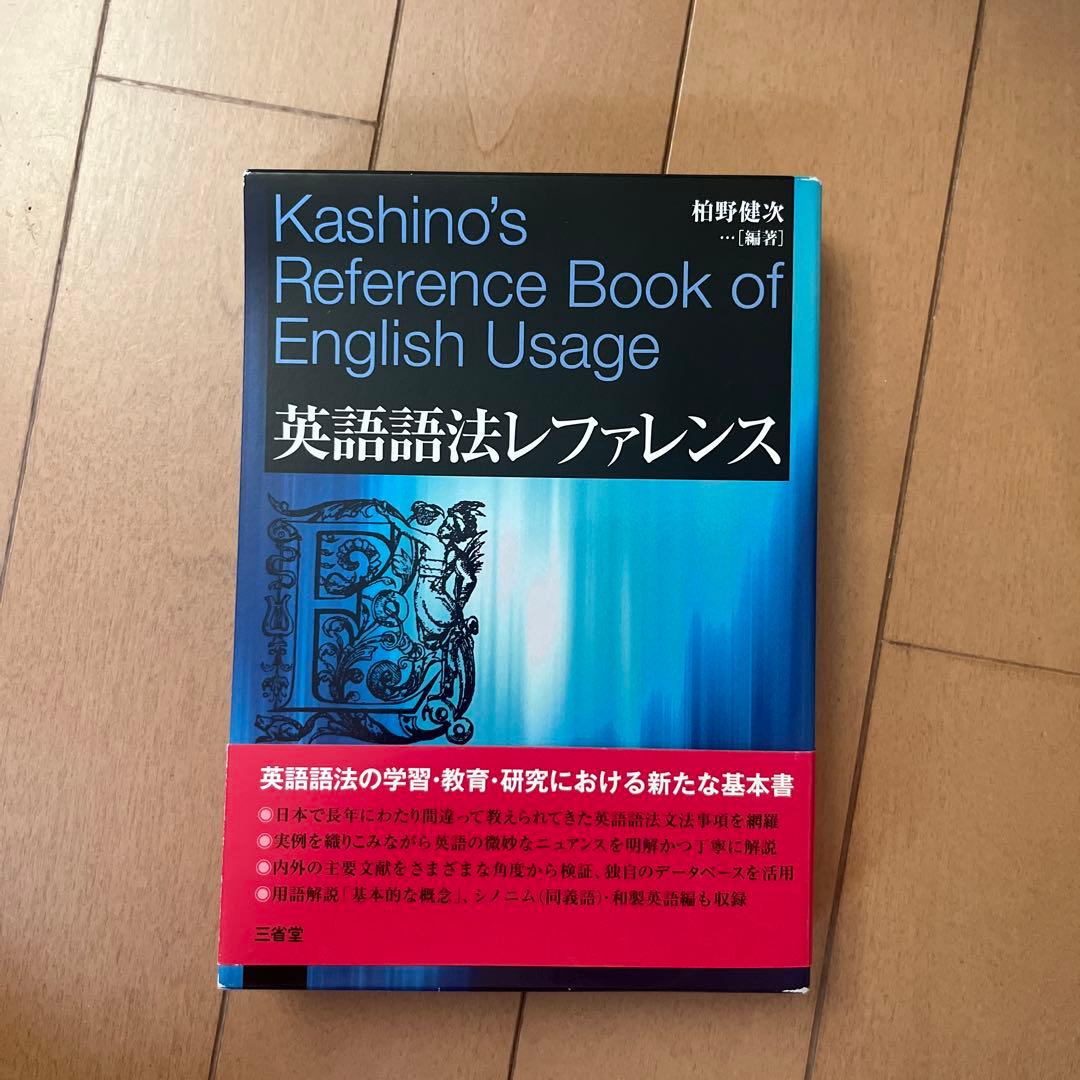 Kashino's
Reference Book of
English Usage
柏野健次
…[編著]
英語語法レファレンス
E
英語語法の学習・教育・研究における新たな基本書
◉日本で長年にわたり間違って教えられてきた英語語法文法事項を網羅
◉実例を織りこみながら英語の微妙なニュアンスを明解かつ丁寧に解説
◉内外の主要文献をさまざまな角度から検証、独自のデータベースを活用
◉用語解説「基本的な概念」、シノニム(同義語)・和製英語編も収録
三省堂